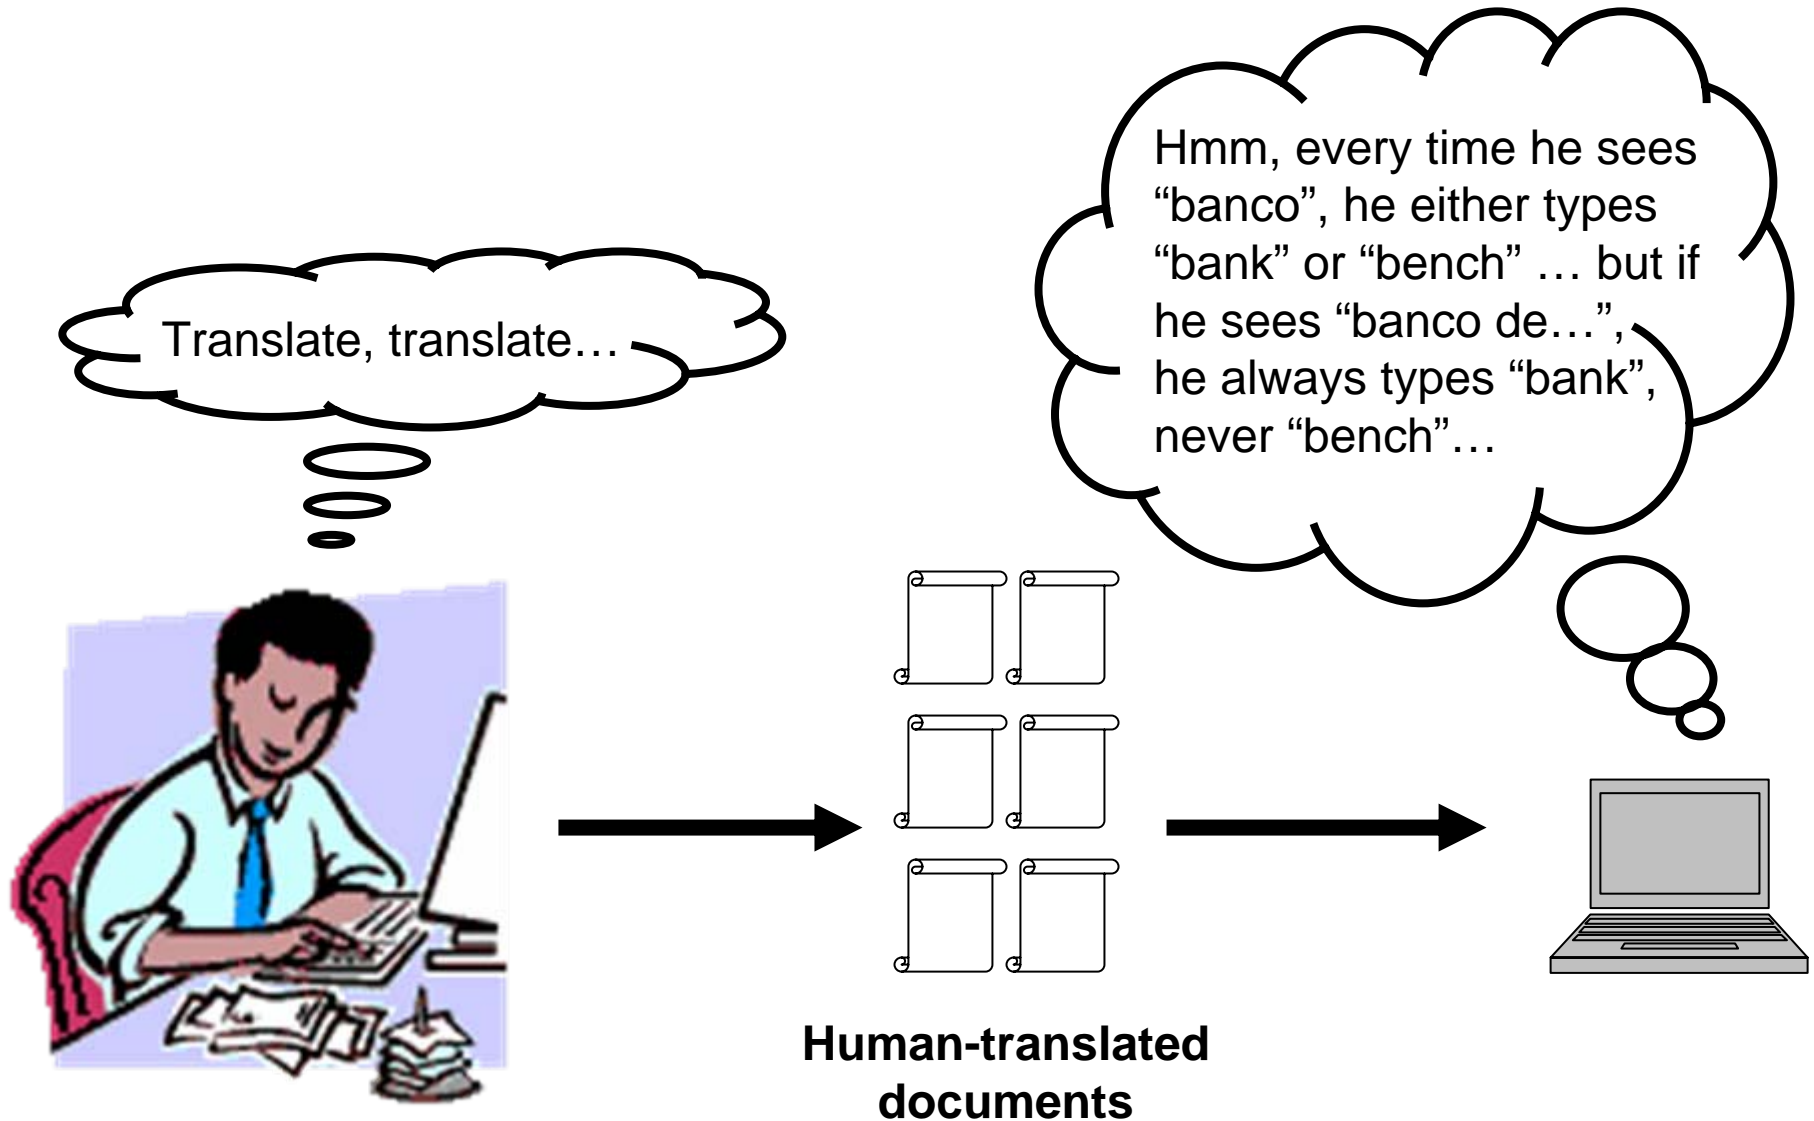 Translate, translate…
Hmm, every time he sees
“banco”, he either types
“bank” or “bench” … but if
he sees “banco de…”,
he always types “bank”,
never “bench”…
Human-translated
documents